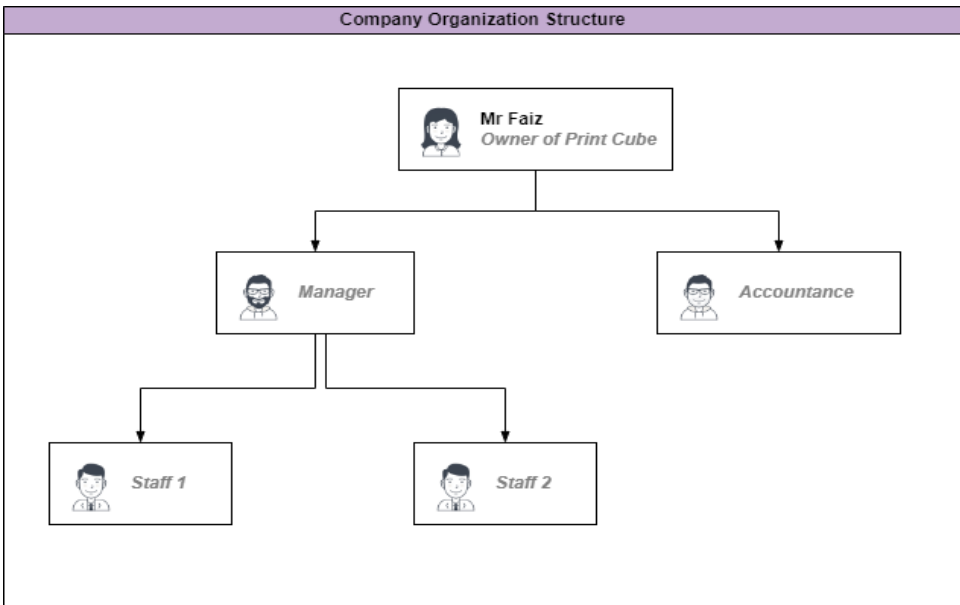 Company Organization Structure
Mr Faiz
Owner of Print Cube
Manager
Accountance
Staff 1
Staff 2